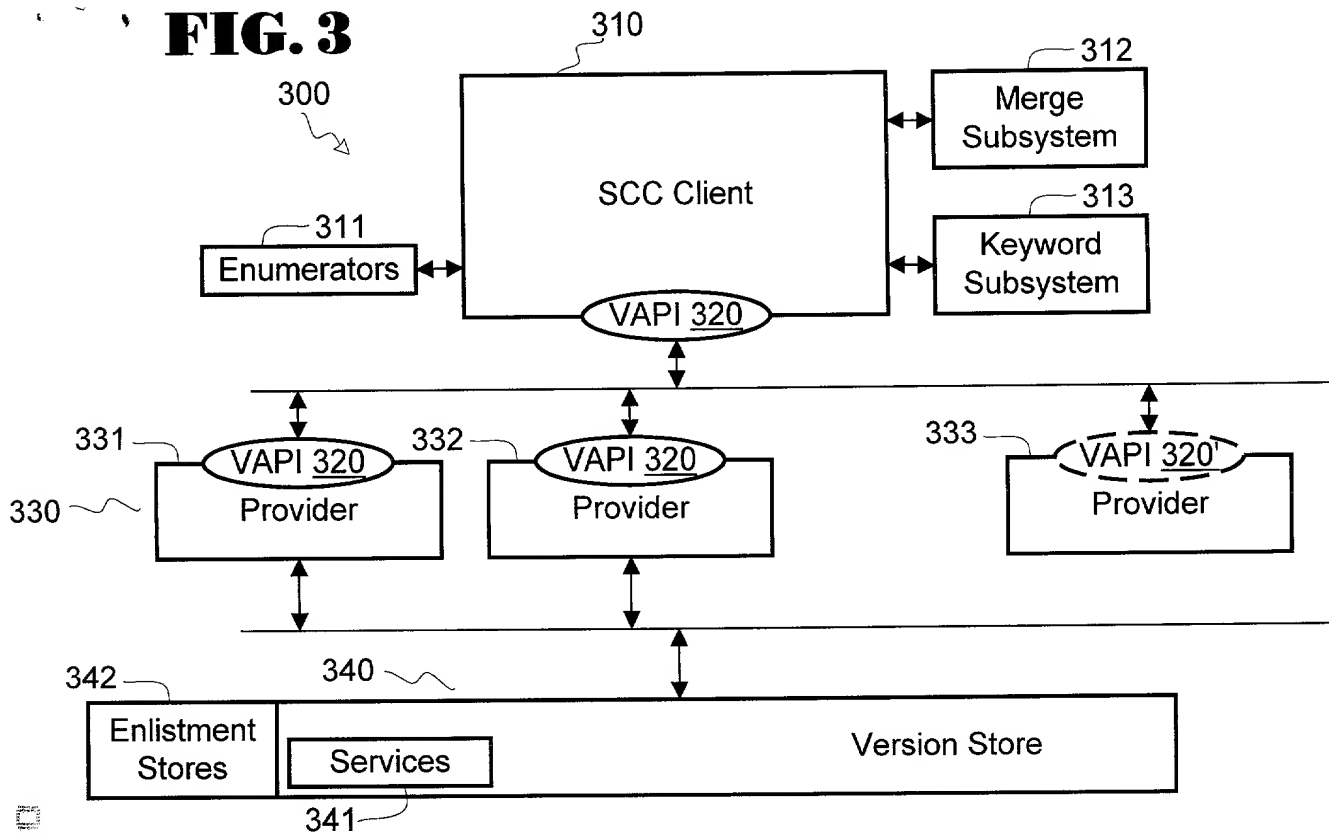 FIG. 3
310
312
300
Merge
Subsystem
SCC Client
313
311
Keyword
Subsystem
Enumerators
VAPI 320
331
VAPI 320
332
VAPI 320
333
VAPI 320'
330
Provider
Provider
Provider
342
340
Enlistment
Stores
Services
Version Store
341